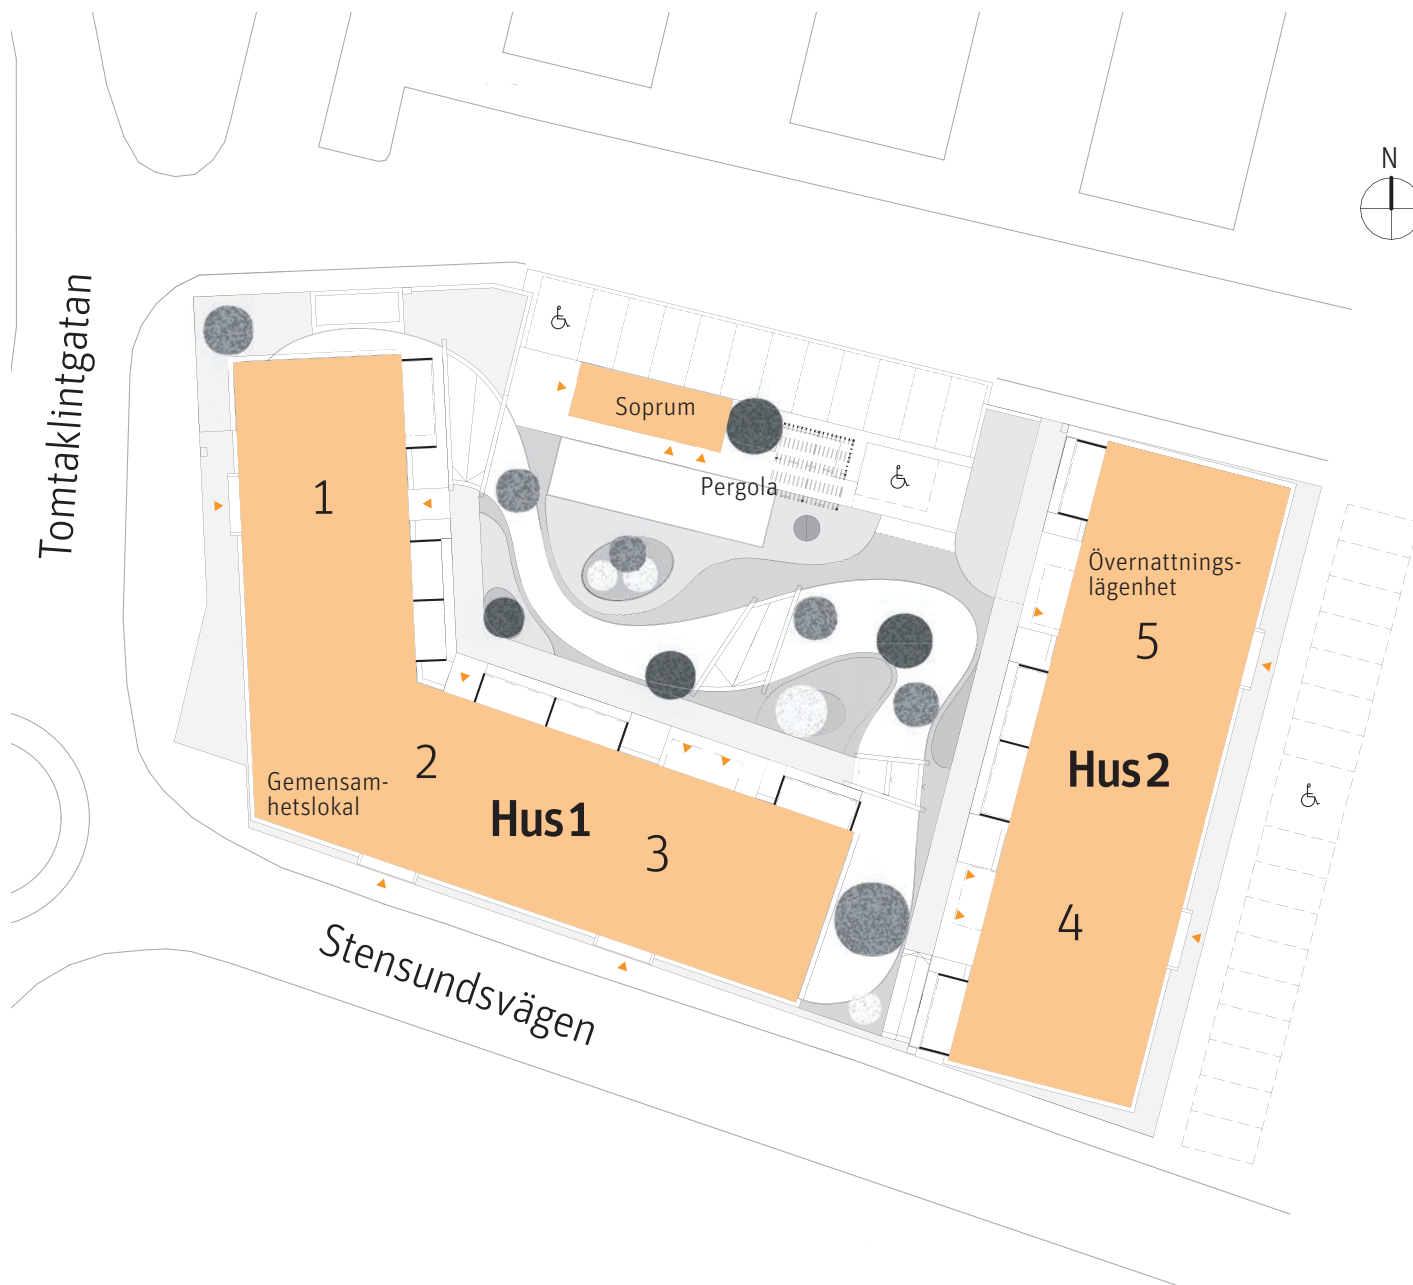 N
Tomtaklintgatan
Soprum
Pergola
1
Övernattnings-
lägenhet
5
2
Gemensam-
hetslokal
Hus 1
3
Hus 2
4
Stensundsvägen